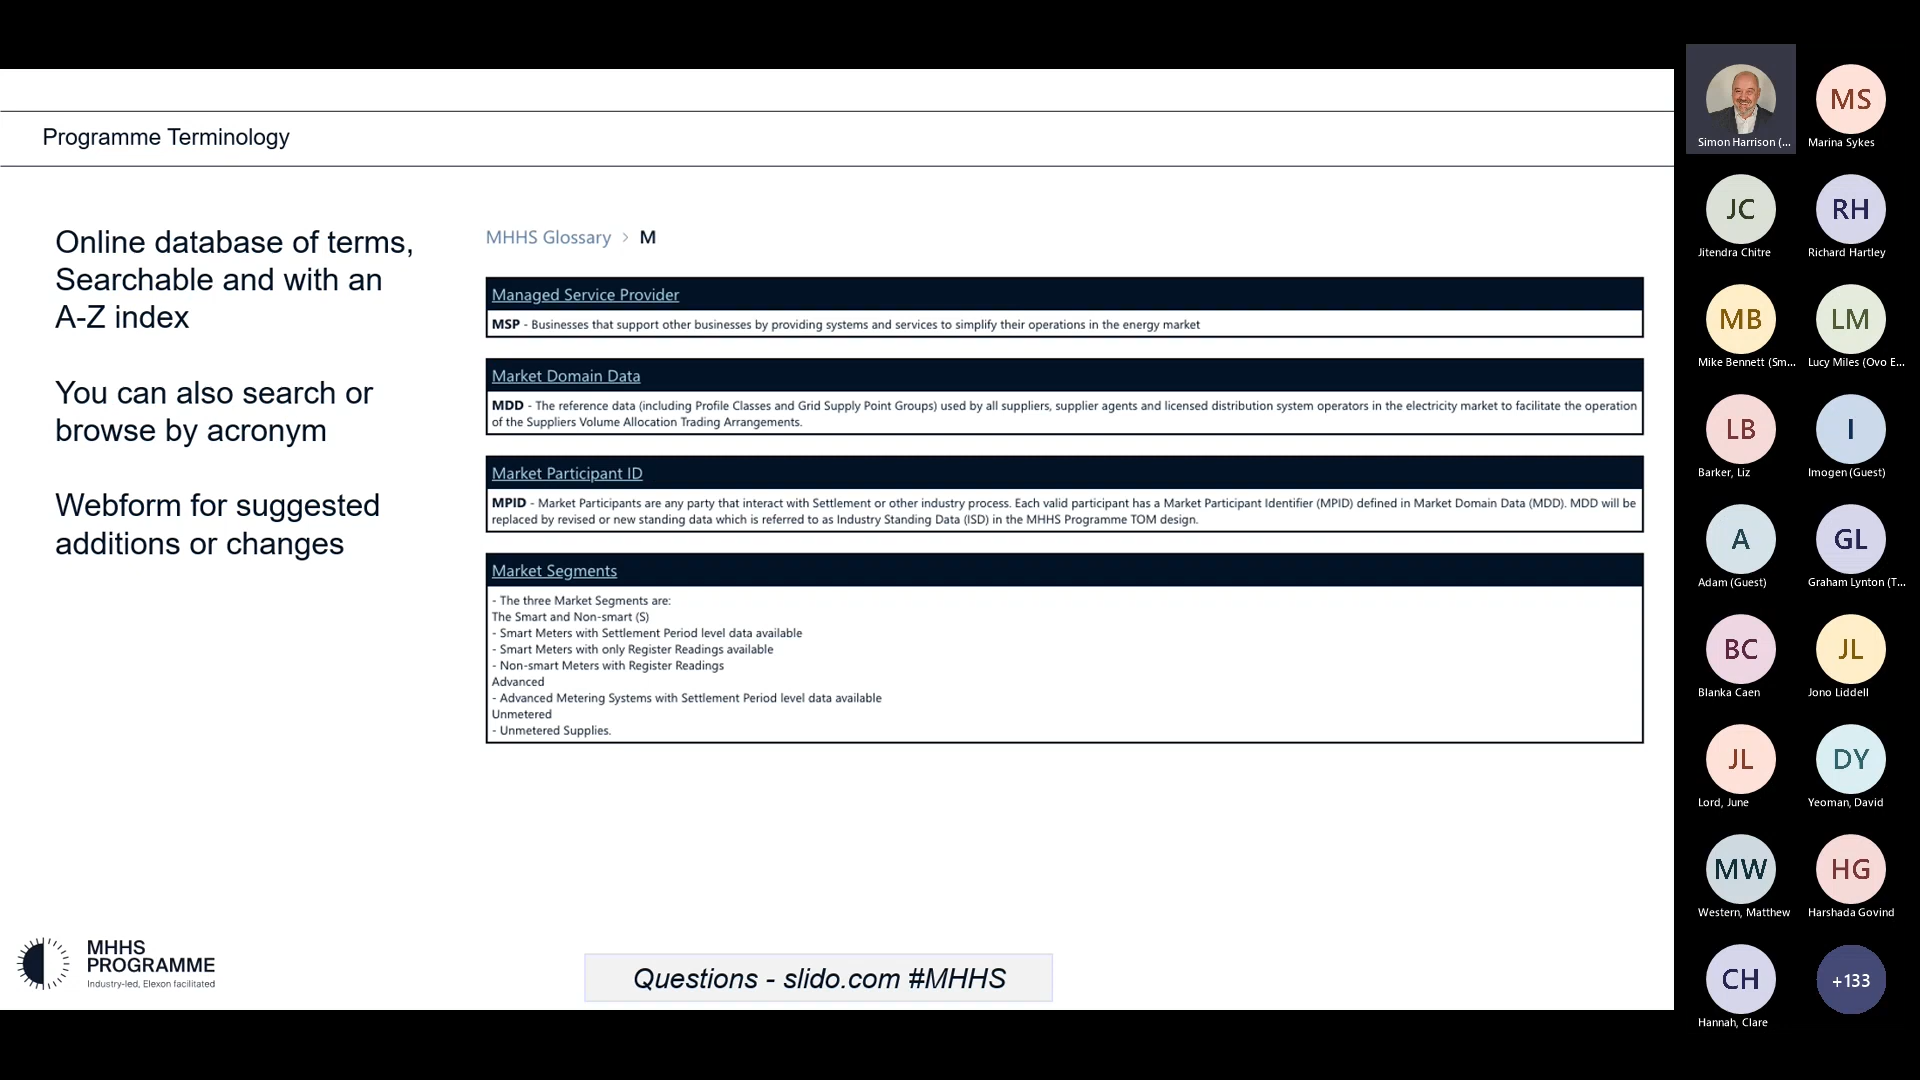 Programme Terminology
Online database of terms,
Searchable and with an
A-Z index
You can also search or
browse by acronym
Webform for suggested
additions or changes
MHHS Glossary > M
Managed Service Provider
MSP - Businesses that support other businesses by providing systems and services to simplify their operations in the energy market
Market Domain Data
MDD - The reference data (including Profile Classes and Grid Supply Point Groups) used by all suppliers, supplier agents and licensed distribution system operators in the electricity market to facilitate the operation
of the Suppliers Volume Allocation Trading Arrangements.
Market Participant ID
MPID - Market Participants are any party that interact with Settlement or other industry process. Each valid participant has a Market Participant Identifier (MPID) defined in Market Domain Data (MDD). MDD will be
replaced by revised or new standing data which is referred to as Industry Standing Data (ISD) in the MHHS Programme TOM design.
Market Segments
- The three Market Segments are:
The Smart and Non-smart (S)
- Smart Meters with Settlement Period level data available
- Smart Meters with only Register Readings available
- Non-smart Meters with Register Readings
Advanced
- Advanced Metering Systems with Settlement Period level data available
Unmetered
- Unmetered Supplies.
MHHS
PROGRAMME
Industry-led, Elexon facilitated
Questions - slido.com #MHHS
Simon Harrison (...
MS
Marina Sykes
JC
Jitendra Chitre
RH
Richard Hartley
MB
Mike Bennett (Sm...
LM
Lucy Miles (Ovo E...
LB
Barker, Liz
I
Imogen (Guest)
A
Adam (Guest)
GL
Graham Lynton (T...
BC
Blanka Caen
JL
Jono Liddell
JL
Lord, June
DY
Yeoman, David
MW
Western, Matthew
HG
Harshada Govind
CH
Hannah, Clare
+133